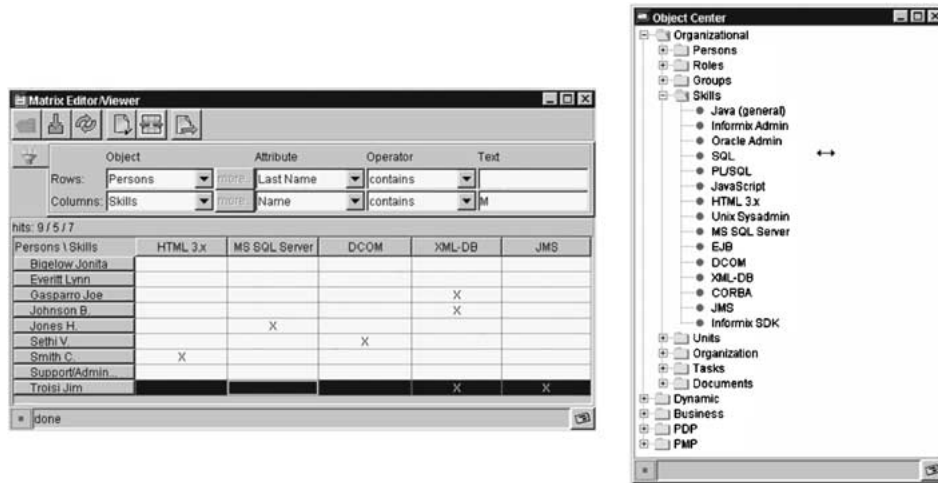 Matrix Editor/Viewer
Object Attribute Operator Text
Rows: Persons more... Last Name contains
Columns: Skills more... Name contains M
hits: 9 / 5 / 7
Persons \ Skills HTML 3.x MS SQL Server DCOM XML-DB JMS
Bigelow Jonita
Everitt Lynn
Gasparro Joe X
Johnson B. X
Jones H. X
Sethi V. X
Smith C. X
Support/Admin...
Troisi Jim X X
done
Object Center
Organizational
Persons
Roles
Groups
Skills
Java (general)
Informix Admin
Oracle Admin
SQL
PL/SQL
JavaScript
HTML 3.x
Unix Sysadmin
MS SQL Server
EJB
DCOM
XML-DB
CORBA
JMS
Informix SDK
Units
Organization
Tasks
Documents
Dynamic
Business
PDP
PMP